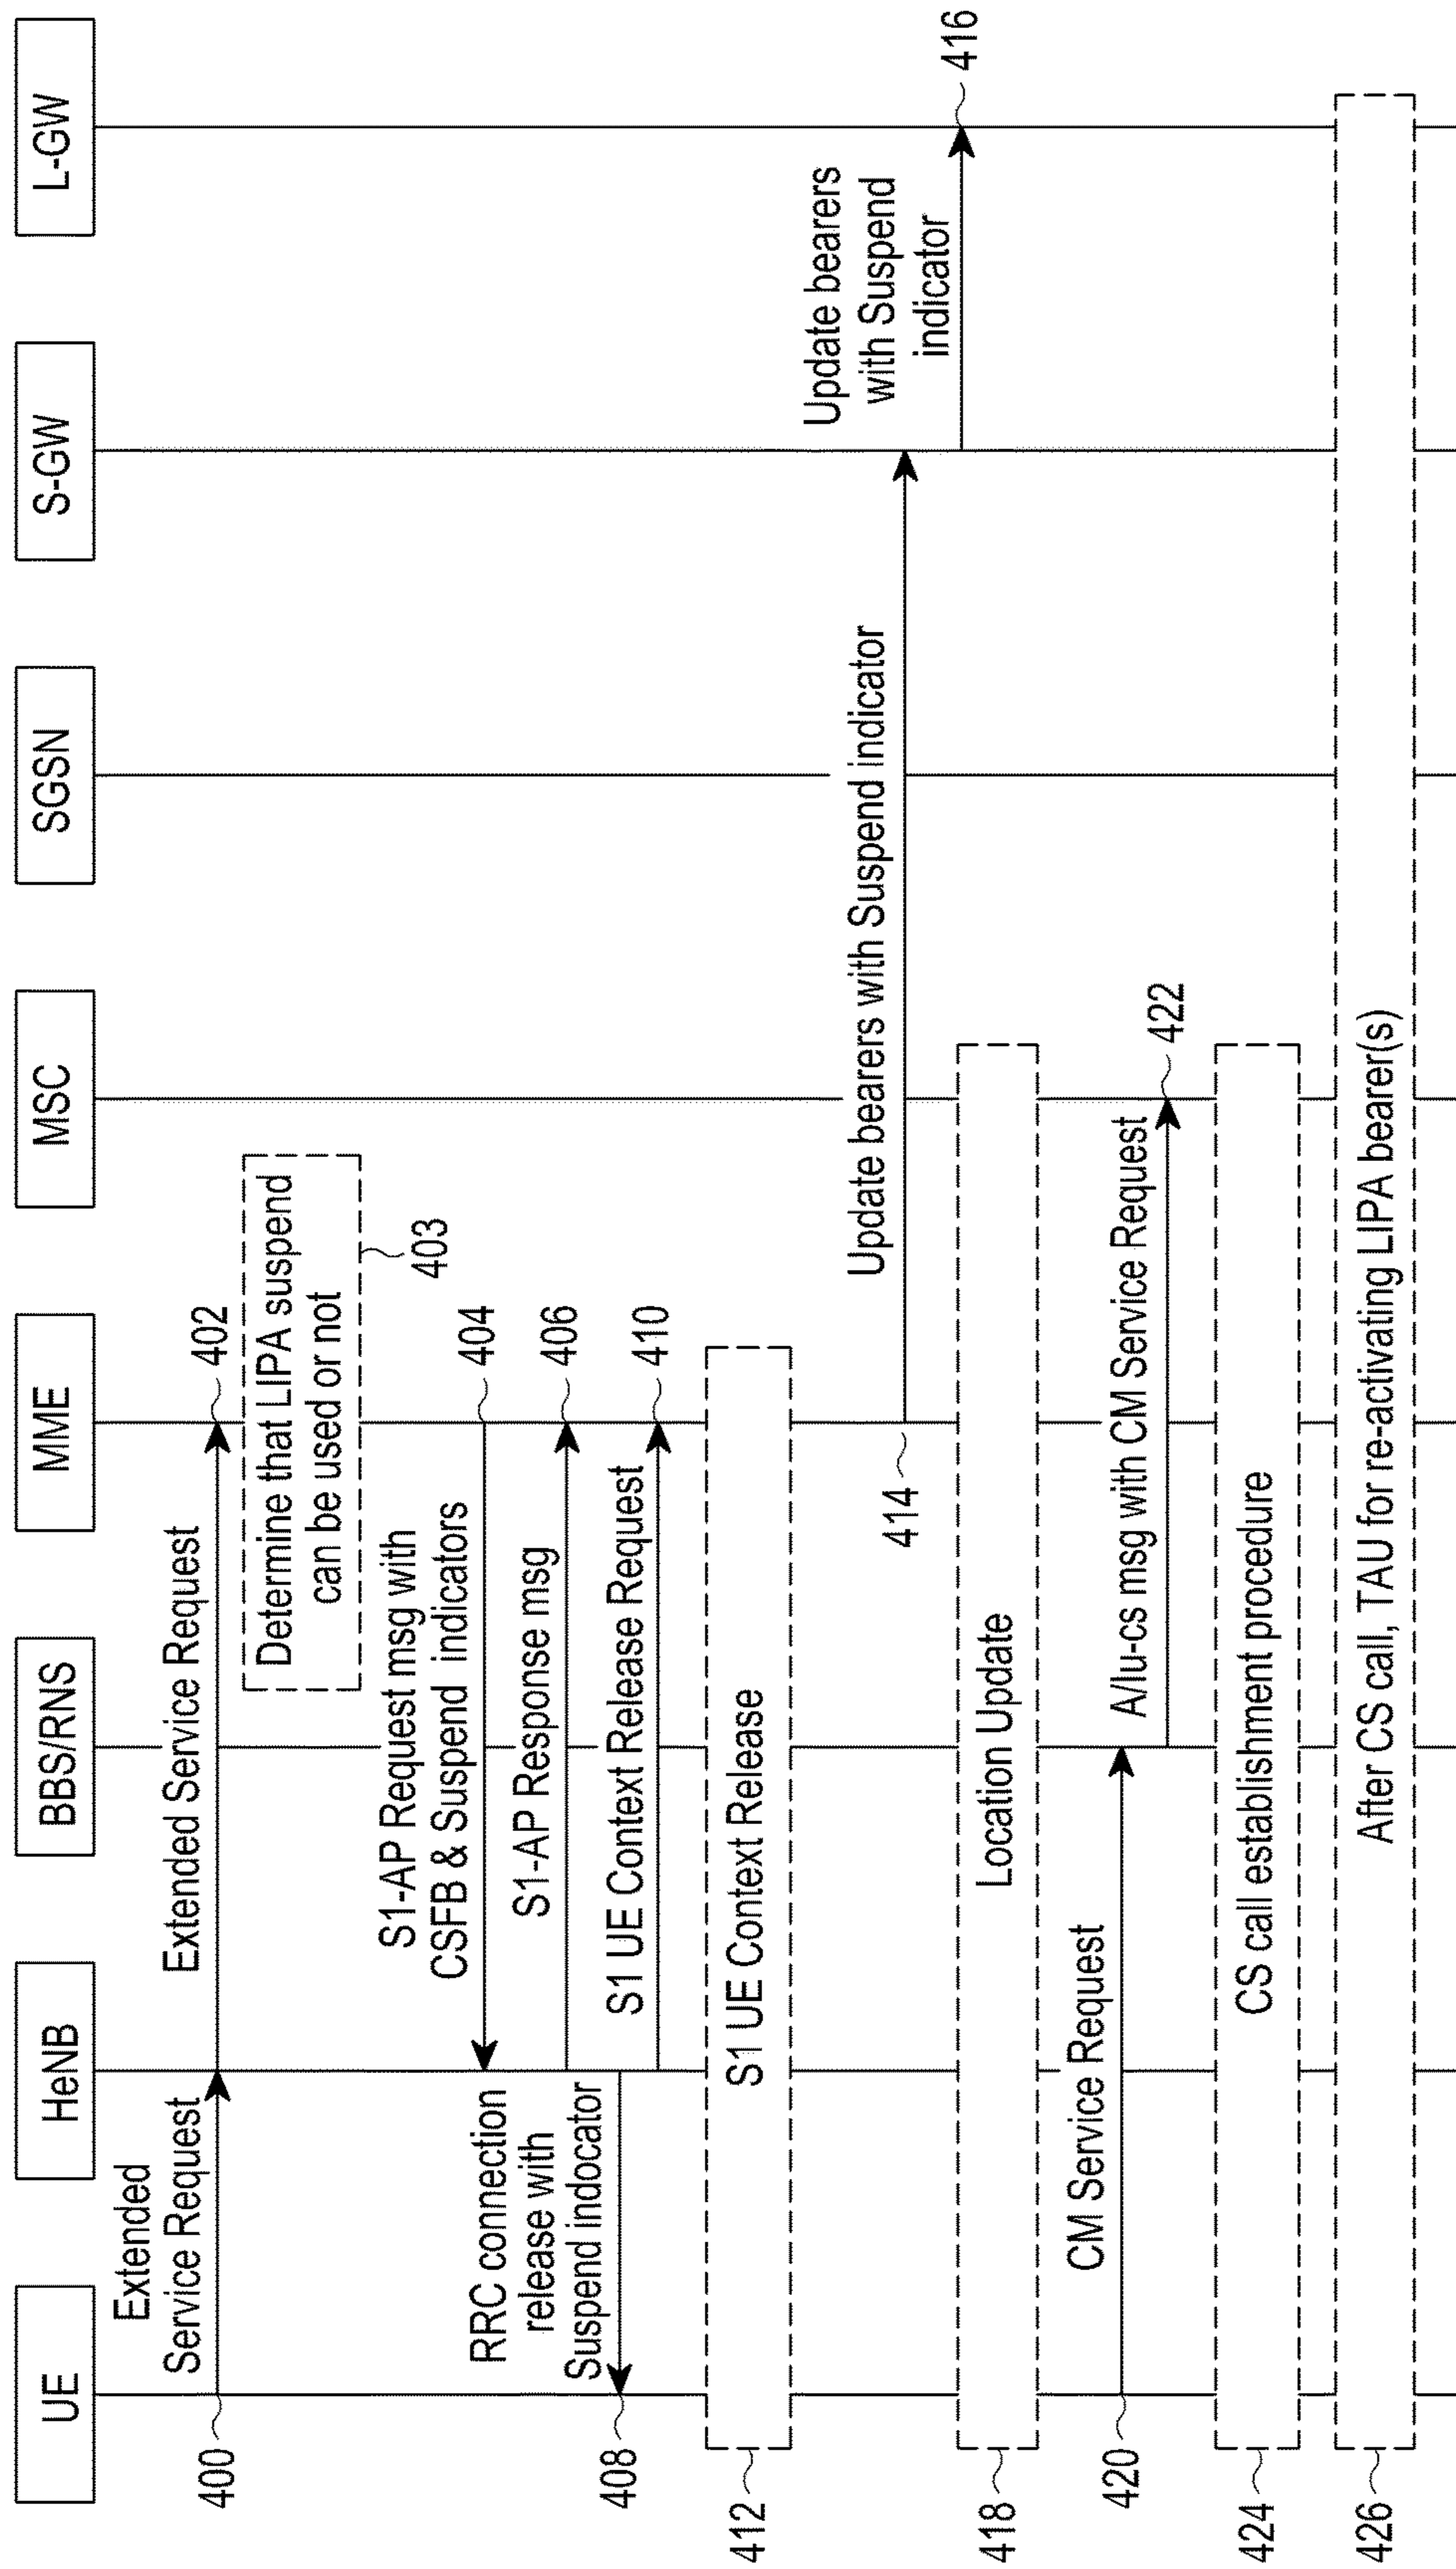 UE
HeNB
BBS/RNS
MME
MSC
SGSN
S-GW
L-GW
Extended
Service Request
400
Extended Service Request
402
Determine that LIPA suspend
can be used or not
403
S1-AP Request msg with
CSFB & Suspend indicators
404
S1-AP Response msg
406
RRC connection
release with
Suspend indocator
408
S1 UE Context Release Request
410
S1 UE Context Release
412
Update bearers with Suspend indicator
414
Update bearers
with Suspend
indicator
416
Location Update
418
CM Service Request
420
A/Iu-cs msg with CM Service Request
422
CS call establishment procedure
424
After CS call, TAU for re-activating LIPA bearer(s)
426